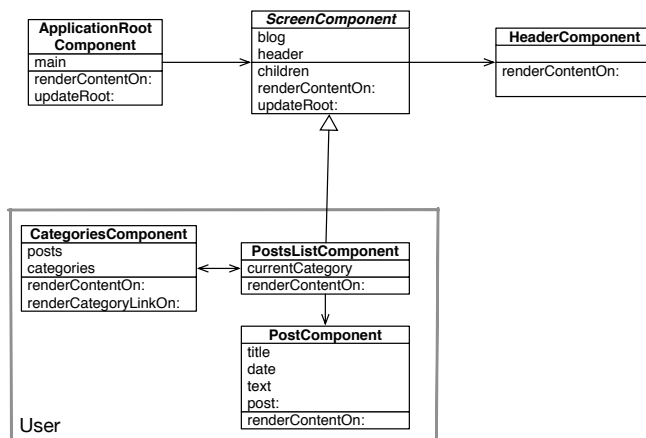 ApplicationRoot
Component
main
renderContentOn:
updateRoot:
ScreenComponent
blog
header
children
renderContentOn:
updateRoot:
HeaderComponent
renderContentOn:
CategoriesComponent
posts
categories
renderContentOn:
renderCategoryLinkOn:
PostsListComponent
currentCategory
renderContentOn:
PostComponent
title
date
text
post:
renderContentOn:
User